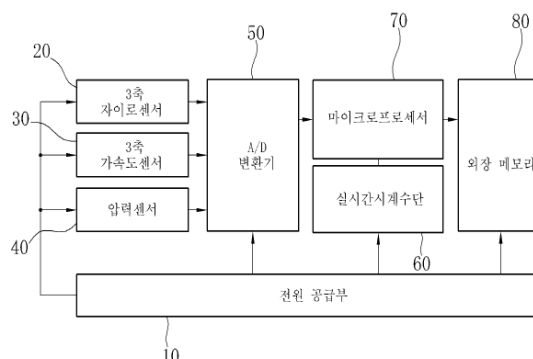 50
70
80
20
3축
자이로센서
30
3축
가속도센서
A/D
변환기
마이크로프로세서
외장 메모리
압력센서
실시간시계수단
40
60
전원 공급부
10